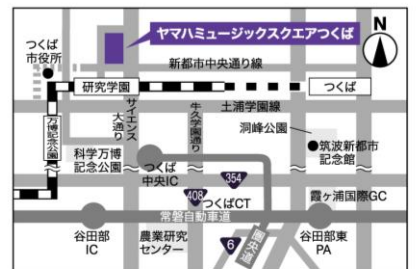 ヤマハミュージックスクエアつくば
N
つくば
市役所
新都市中央通り線
研究学園
つくば
サイエンス
大通り
牛久学園通り
土浦学園線
万博記念公園
洞峰公園
科学万博
記念公園
つくば
中央IC
筑波新都市
記念館
354
408
つくばCT
霞ヶ浦国際GC
常磐自動車道
谷田部
IC
農業研究
センター
6
圏央道
谷田部東
PA